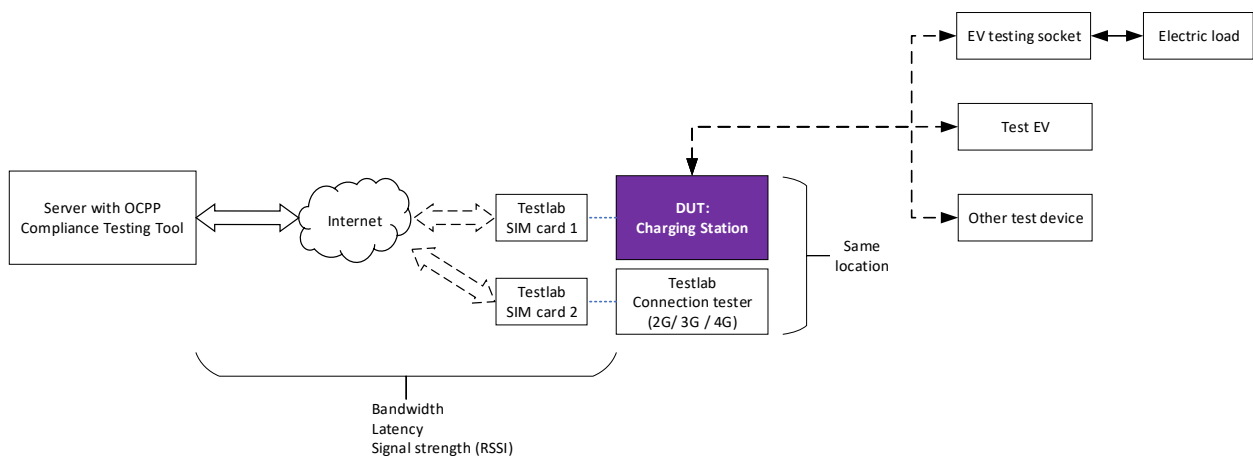 EV testing socket
Electric load
Test EV
Other test device
Server with OCPP
Compliance Testing Tool
Internet
Testlab
SIM card 1
DUT:
Charging Station
Same
location
Testlab
SIM card 2
Testlab
Connection tester
(2G/ 3G / 4G)
Bandwidth
Latency
Signal strength (RSSI)